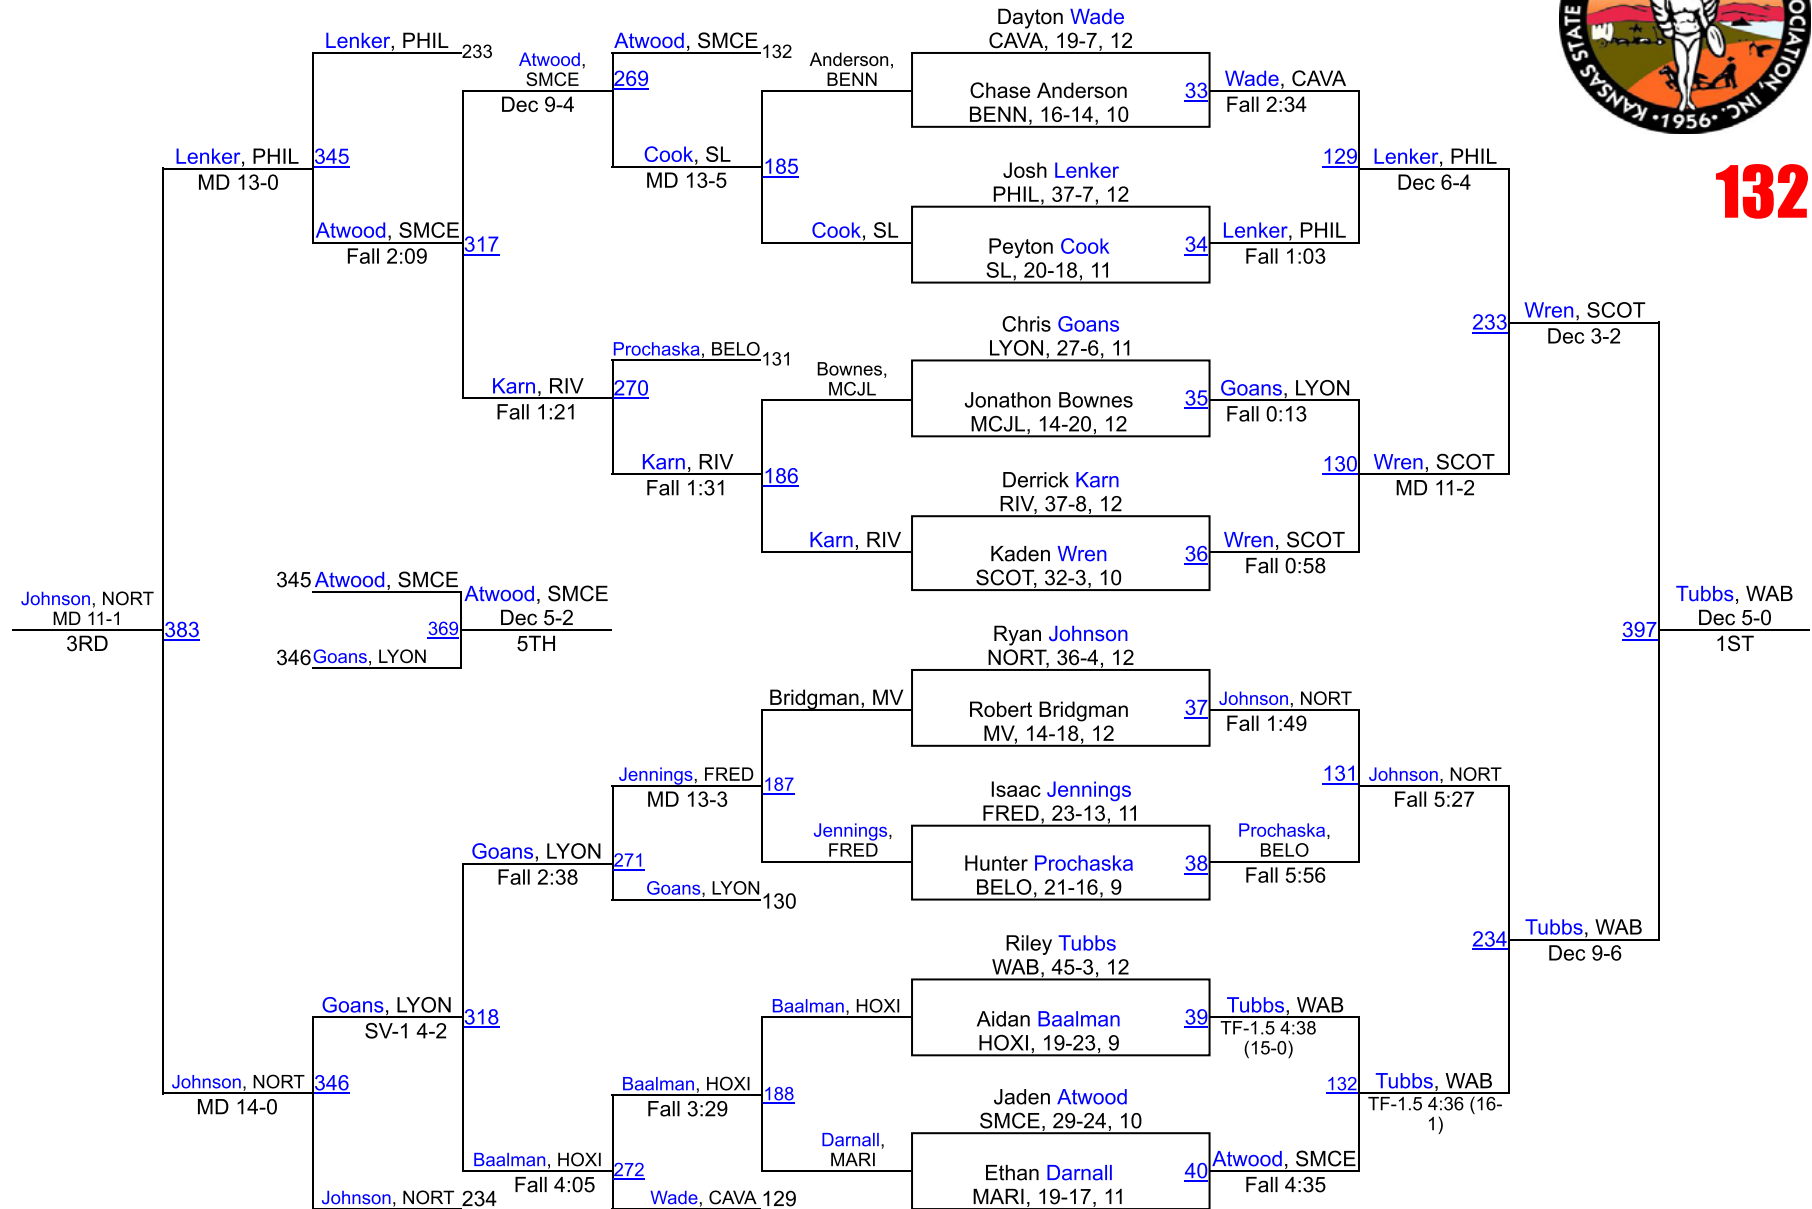 Dayton Wade
CAVA, 19-7, 12
Chase Anderson
BENN, 16-14, 10
33
Josh Lenker
PHIL, 37-7, 12
Peyton Cook
SL, 20-18, 11
34
Chris Goans
LYON, 27-6, 11
Jonathon Bownes
MCJL, 14-20, 12
35
Derrick Karn
RIV, 37-8, 12
Kaden Wren
SCOT, 32-3, 10
36
Ryan Johnson
NORT, 36-4, 12
Robert Bridgman
MV, 14-18, 12
37
Isaac Jennings
FRED, 23-13, 11
Hunter Prochaska
BELO, 21-16, 9
38
Riley Tubbs
WAB, 45-3, 12
Aidan Baalman
HOXI, 19-23, 9
39
Jaden Atwood
SMCE, 29-24, 10
Ethan Darnall
MARI, 19-17, 11
40
Wade, CAVA
Fall 2:34
129
Lenker, PHIL
Fall 1:03
Goans, LYON
Fall 0:13
130
Wren, SCOT
Fall 0:58
Johnson, NORT
Fall 1:49
131
Prochaska,
BELO
Fall 5:56
Tubbs, WAB
TF-1.5 4:38
(15-0)
132
Atwood, SMCE
Fall 4:35
Lenker, PHIL
Dec 6-4
233
Wren, SCOT
MD 11-2
Johnson, NORT
Fall 5:27
234
Tubbs, WAB
TF-1.5 4:36 (16-
1)
Wren, SCOT
Dec 3-2
397
Tubbs, WAB
Dec 9-6
Tubbs, WAB
Dec 5-0
1ST
Anderson,
BENN
185
Cook, SL
Bownes,
MCJL
186
Karn, RIV
Bridgman, MV
187
Jennings,
FRED
Baalman, HOXI
188
Darnall,
MARI
Atwood, SMCE
132
269
Cook, SL
MD 13-5
Prochaska, BELO
131
270
Karn, RIV
Fall 1:31
Jennings, FRED
MD 13-3
271
Goans, LYON
130
Baalman, HOXI
Fall 3:29
272
Wade, CAVA 129
Atwood,
SMCE
Dec 9-4
317
Karn, RIV
Fall 1:21
Goans, LYON
Fall 2:38
318
Baalman, HOXI
Fall 4:05
Lenker, PHIL
233
345
Atwood, SMCE
Fall 2:09
Goans, LYON
SV-1 4-2
346
Johnson, NORT 234
Lenker, PHIL
MD 13-0
383
Johnson, NORT
MD 14-0
Johnson, NORT
MD 11-1
3RD
345 Atwood, SMCE
369
346 Goans, LYON
Atwood, SMCE
Dec 5-2
5TH
132
KANSAS STATE
OCIATION, INC.
•1956•